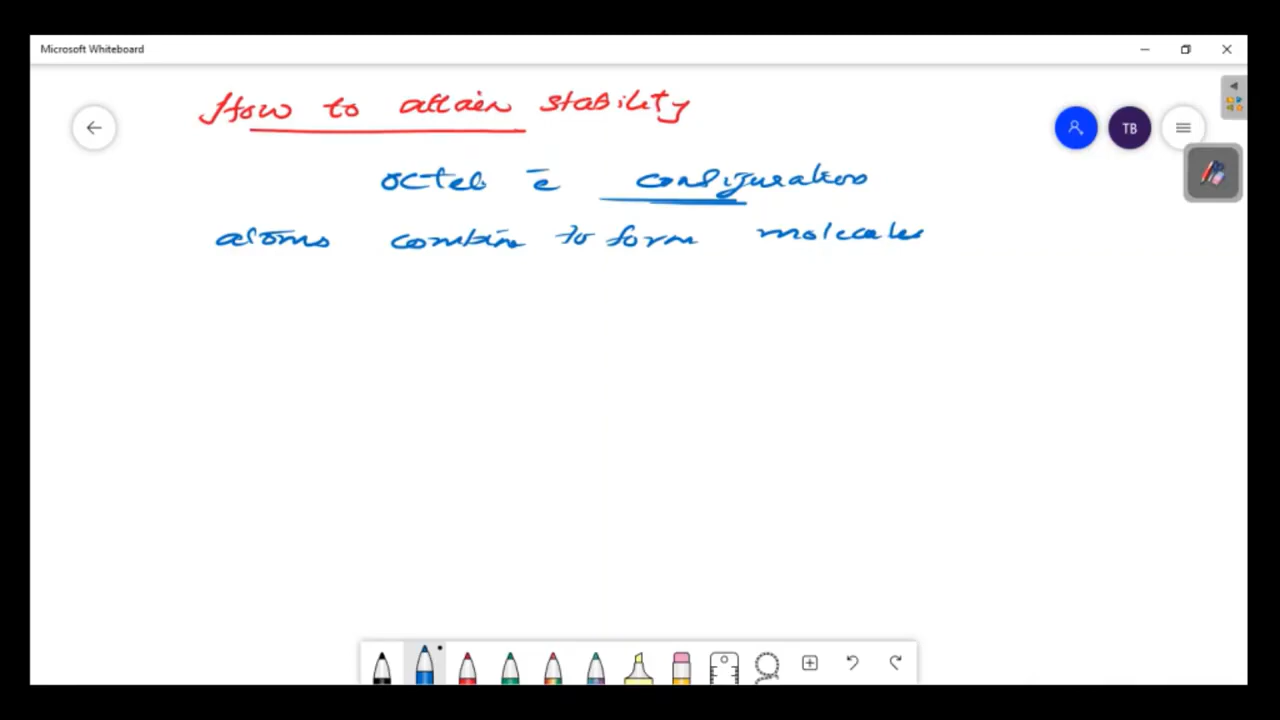 Microsoft Whiteboard
How to attain stability
TB
octet ē configuration
atoms combine to form molecules